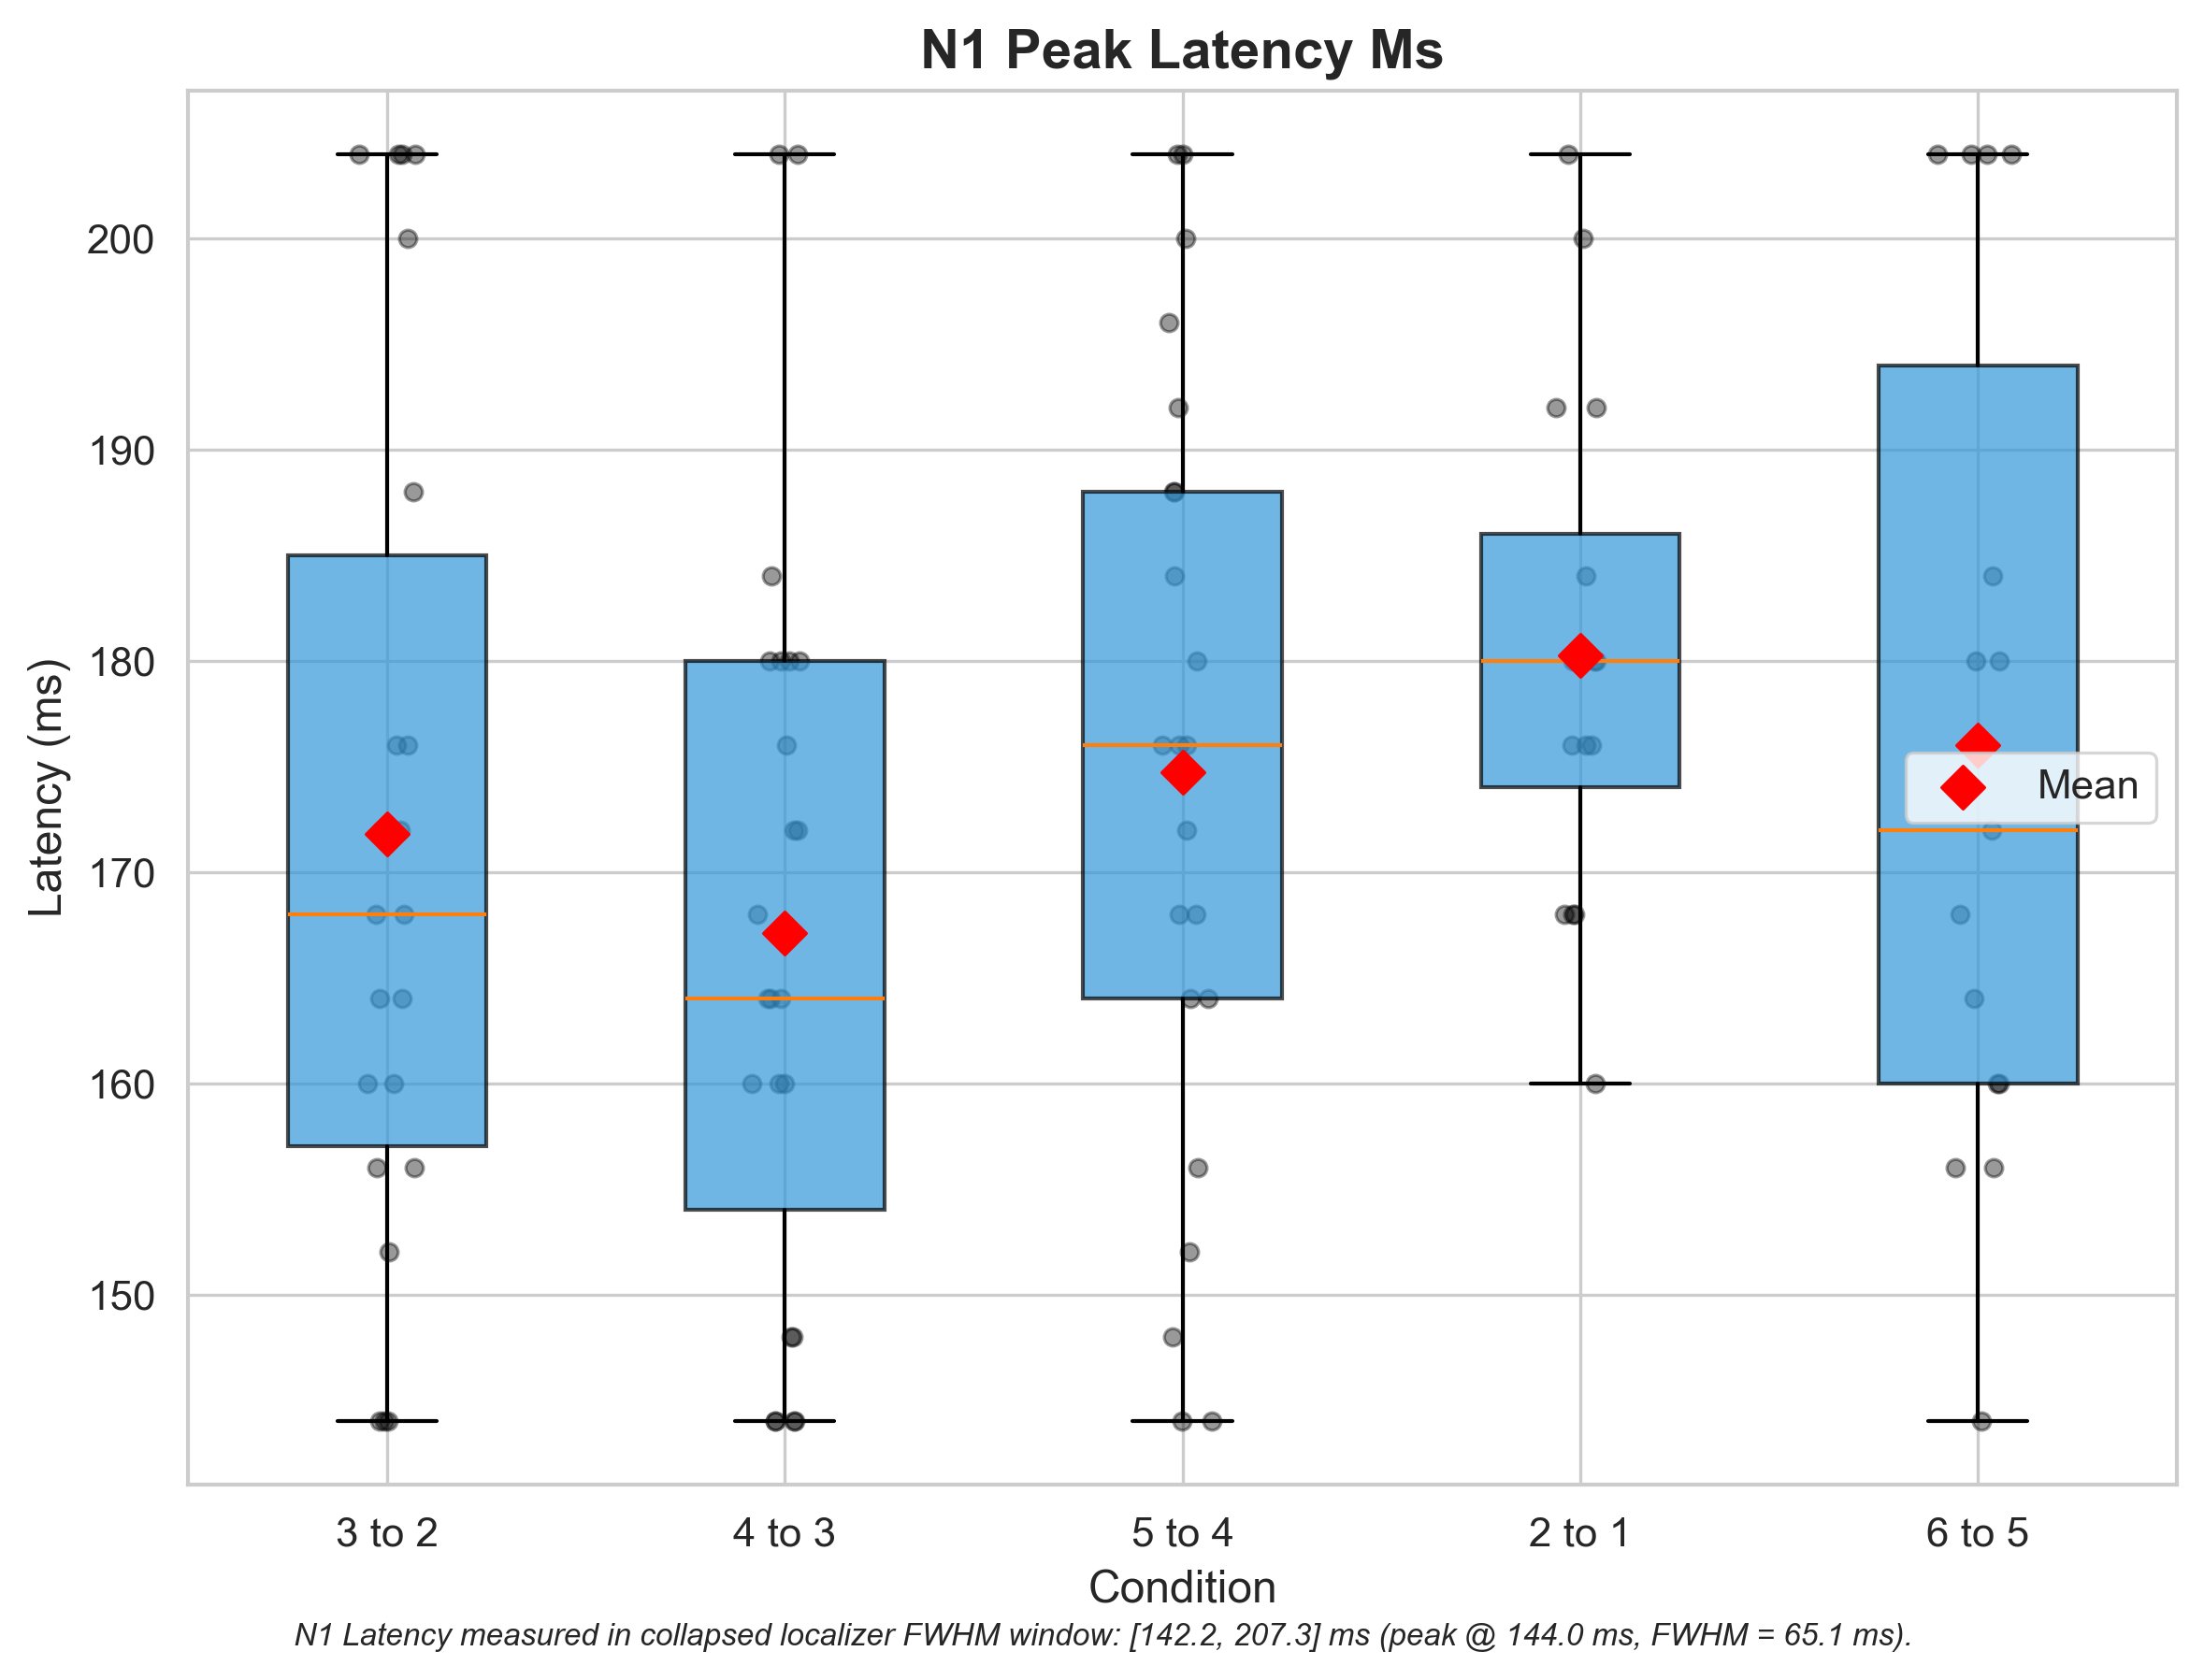 N1 Peak Latency Ms
Latency (ms)
200
190
180
170
160
150
Mean
3 to 2
4 to 3
5 to 4
2 to 1
6 to 5
Condition
N1 Latency measured in collapsed localizer FWHM window: [142.2, 207.3] ms (peak @ 144.0 ms, FWHM = 65.1 ms).